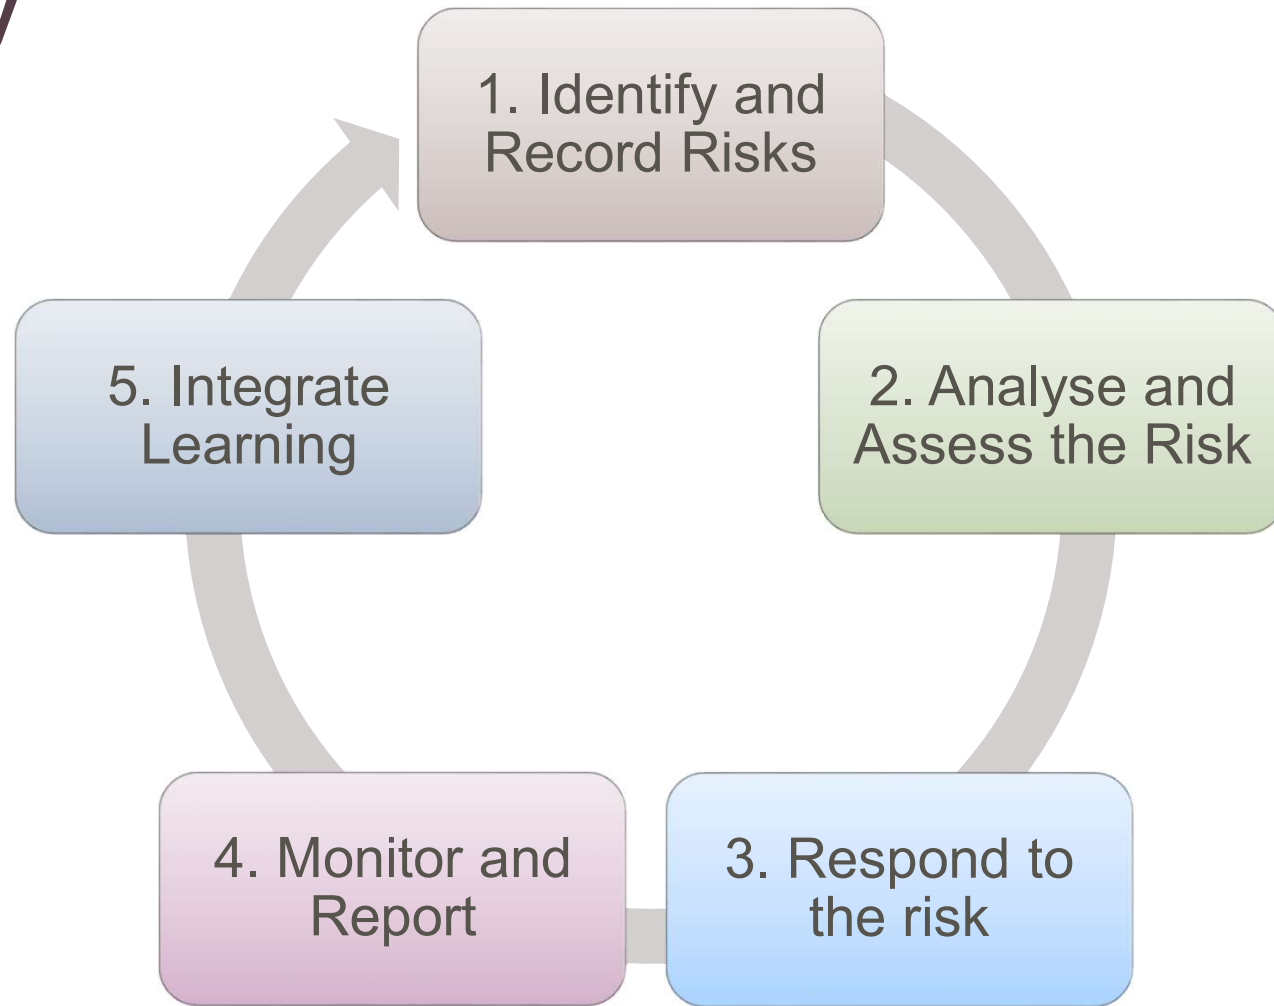 1. Identify and
Record Risks
2. Analyse and
Assess the Risk
3. Respond to
the risk
4. Monitor and
Report
5. Integrate
Learning